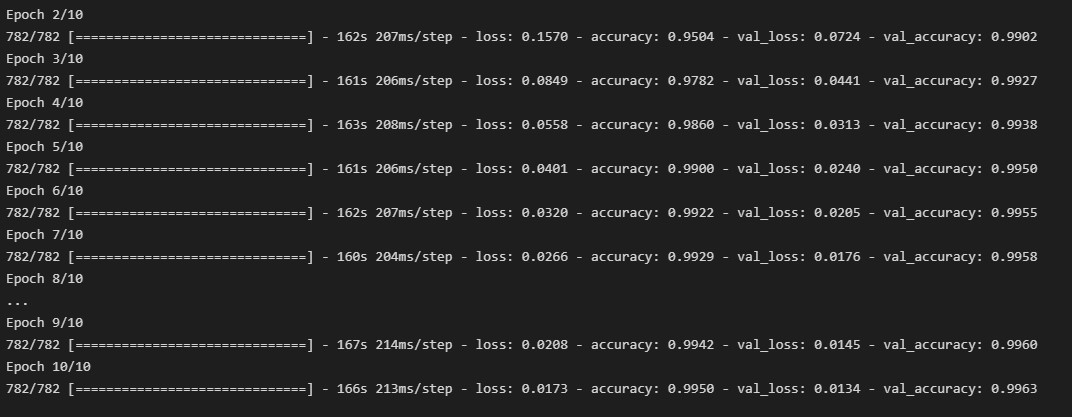 Epoch 2/10
782/782 [==============================] - 162s 207ms/step - loss: 0.1570 - accuracy: 0.9504 - val_loss: 0.0724 - val_accuracy: 0.9902
Epoch 3/10
782/782 [==============================] - 161s 206ms/step - loss: 0.0849 - accuracy: 0.9782 - val_loss: 0.0441 - val_accuracy: 0.9927
Epoch 4/10
782/782 [==============================] - 163s 208ms/step - loss: 0.0558 - accuracy: 0.9860 - val_loss: 0.0313 - val_accuracy: 0.9938
Epoch 5/10
782/782 [==============================] - 161s 206ms/step - loss: 0.0401 - accuracy: 0.9900 - val_loss: 0.0240 - val_accuracy: 0.9950
Epoch 6/10
782/782 [==============================] - 162s 207ms/step - loss: 0.0320 - accuracy: 0.9922 - val_loss: 0.0205 - val_accuracy: 0.9955
Epoch 7/10
782/782 [==============================] - 160s 204ms/step - loss: 0.0266 - accuracy: 0.9929 - val_loss: 0.0176 - val_accuracy: 0.9958
Epoch 8/10
...
Epoch 9/10
782/782 [==============================] - 167s 214ms/step - loss: 0.0208 - accuracy: 0.9942 - val_loss: 0.0145 - val_accuracy: 0.9960
Epoch 10/10
782/782 [==============================] - 166s 213ms/step - loss: 0.0173 - accuracy: 0.9950 - val_loss: 0.0134 - val_accuracy: 0.9963